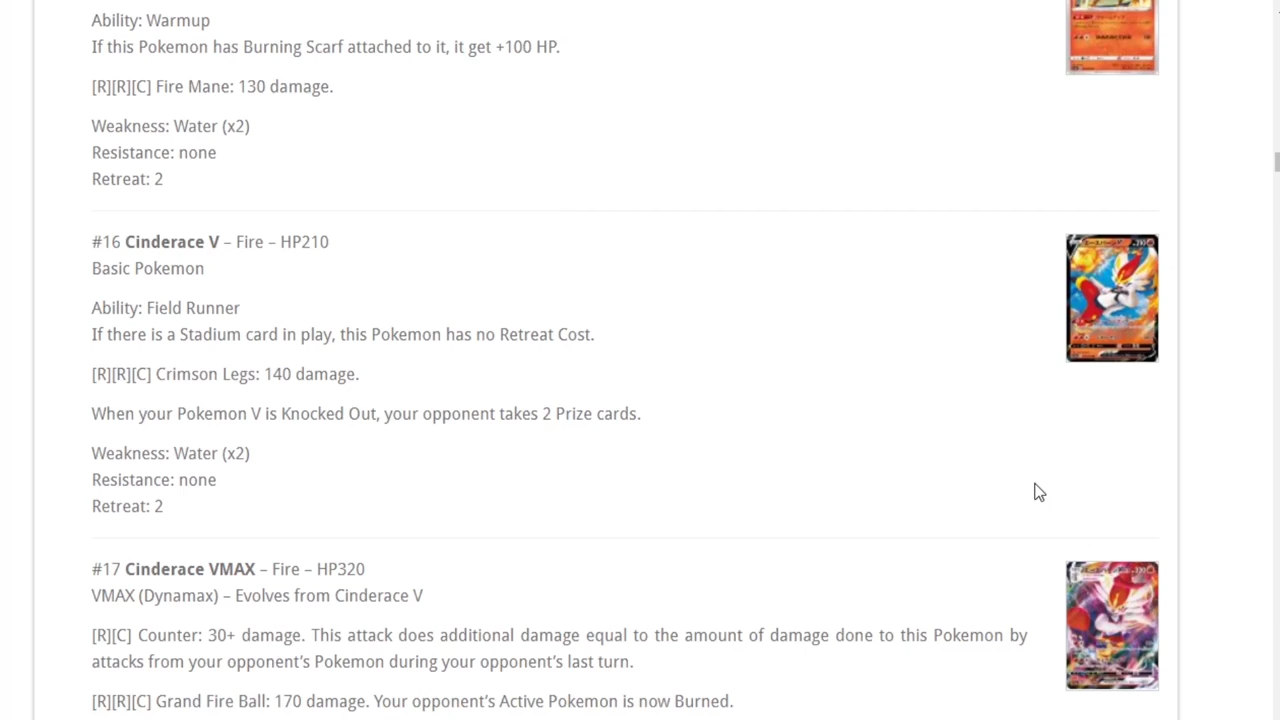 Ability: Warmup
If this Pokemon has Burning Scarf attached to it, it get +100 HP.
[R][R][C] Fire Mane: 130 damage.
Weakness: Water (x2)
Resistance: none
Retreat: 2
#16 Cinderace V – Fire – HP210
Basic Pokemon
Ability: Field Runner
If there is a Stadium card in play, this Pokemon has no Retreat Cost.
[R][R][C] Crimson Legs: 140 damage.
When your Pokemon V is Knocked Out, your opponent takes 2 Prize cards.
Weakness: Water (x2)
Resistance: none
Retreat: 2
#17 Cinderace VMAX – Fire – HP320
VMAX (Dynamax) – Evolves from Cinderace V
[R][C] Counter: 30+ damage. This attack does additional damage equal to the amount of damage done to this Pokemon by
attacks from your opponent’s Pokemon during your opponent’s last turn.
[R][R][C] Grand Fire Ball: 170 damage. Your opponent’s Active Pokemon is now Burned.